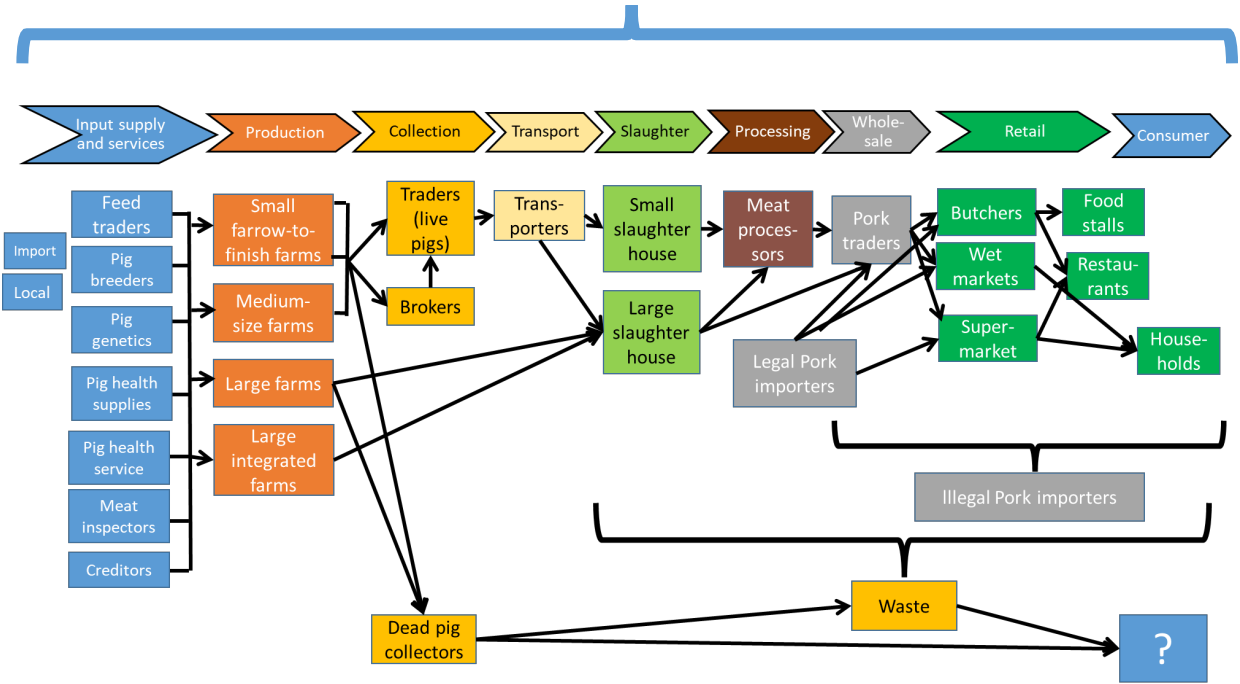 Input supply
and services
Production
Collection
Transport
Slaughter
Processing
Whole-
sale
Retail
Consumer
Import
Local
Feed
traders
Pig
breeders
Pig
genetics
Pig health
supplies
Pig health
service
Meat
inspectors
Creditors
Small
farrow-to-
finish farms
Medium-
size farms
Large farms
Large
integrated
farms
Traders
(live
pigs)
Brokers
Dead pig
collectors
Trans-
porters
Small
slaughter
house
Large
slaughter
house
Meat
proces-
sors
Pork
traders
Legal Pork
importers
Butchers
Wet
markets
Super-
market
Food
stalls
Restau-
rants
House-
holds
Illegal Pork importers
Waste
?